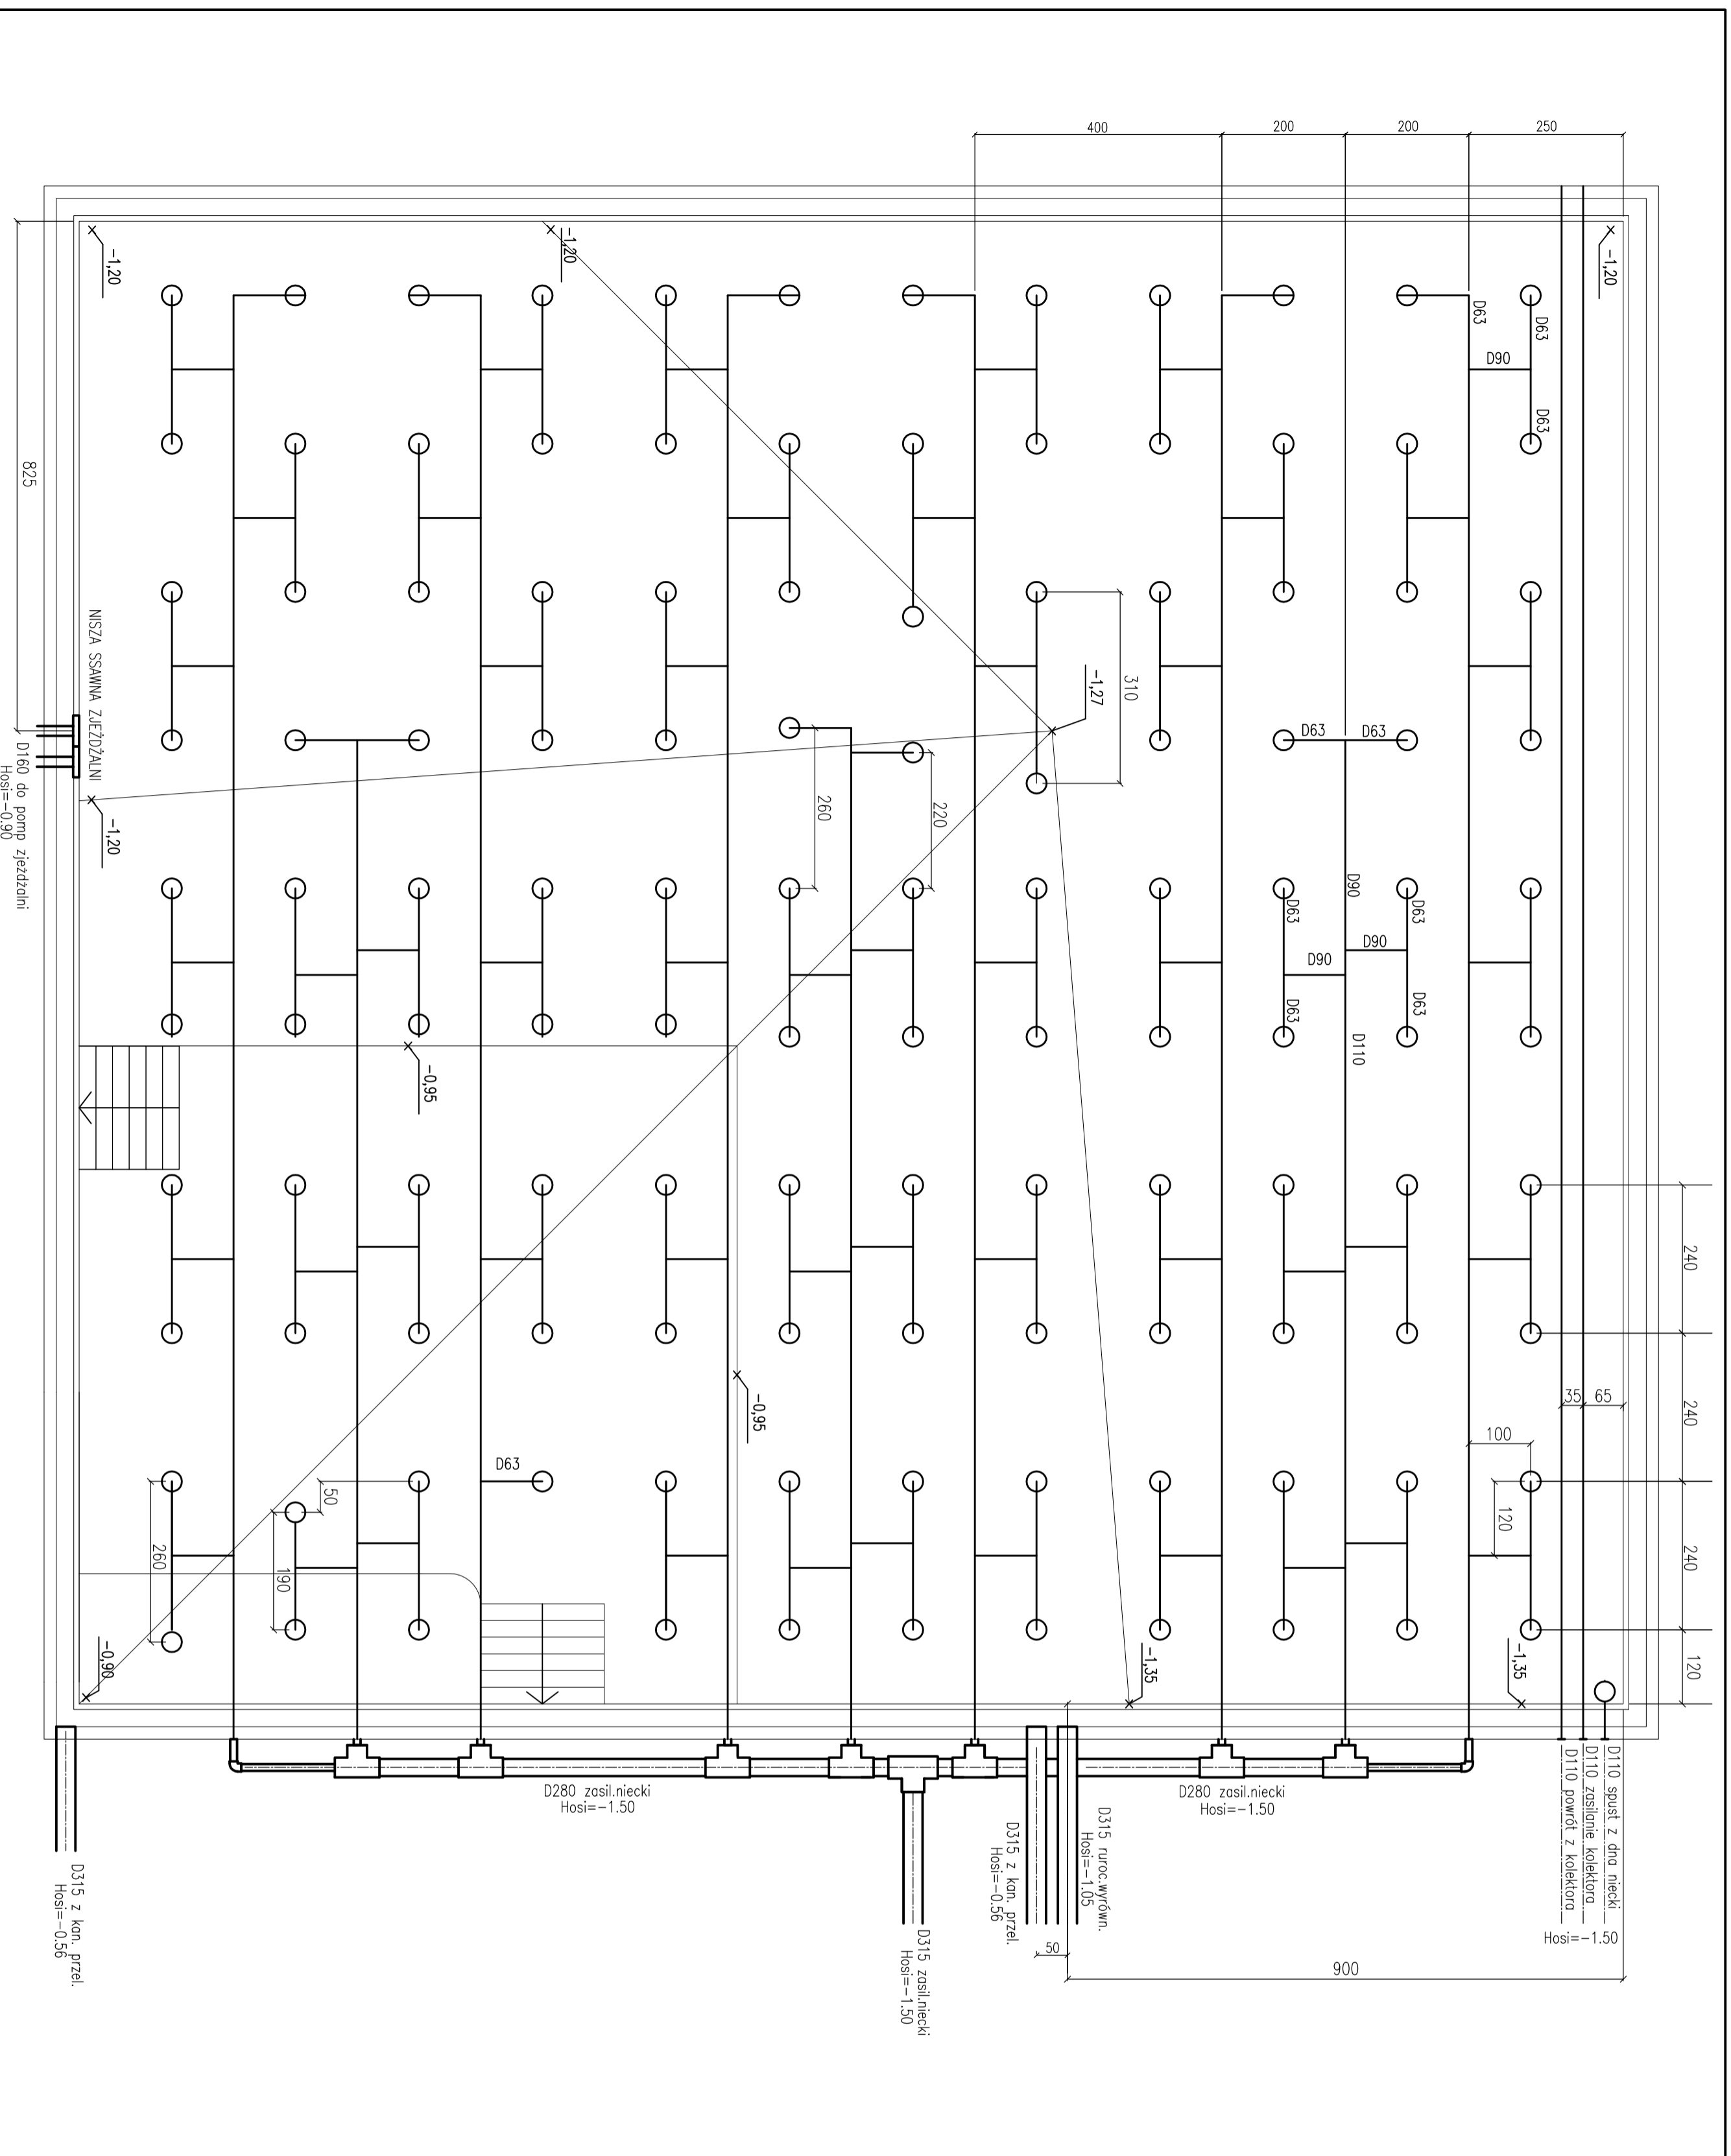 400
200
200
250
-1,20
-1,20
-1,20
D63
D63
D90
D63
825
NISZA SSAWNA ZJEŻDŻALNI
D160 do pomp zjeżdżalni
Hosi=-0.90
-1,20
-1,27
310
D63
D63
260
220
D90
D63
D63
D90
D90
D63
D63
D110
-0,95
240
240
240
120
35
65
100
120
-0,95
D63
50
190
260
-0,90
-1,35
-1,35
D280 zasil.niecki
Hosi=-1.50
D280 zasil.niecki
Hosi=-1.50
D110 spust z dna niecki
D110 zasilanie kolektora
D110 powrót z kolektora
Hosi=-1.50
D315 ruroc.wyrówn.
Hosi=-1.05
D315 z kan. przel.
Hosi=-0.56
D315 zasil.niecki
Hosi=-1.50
D315 z kan. przel.
Hosi=-0.56
50
900